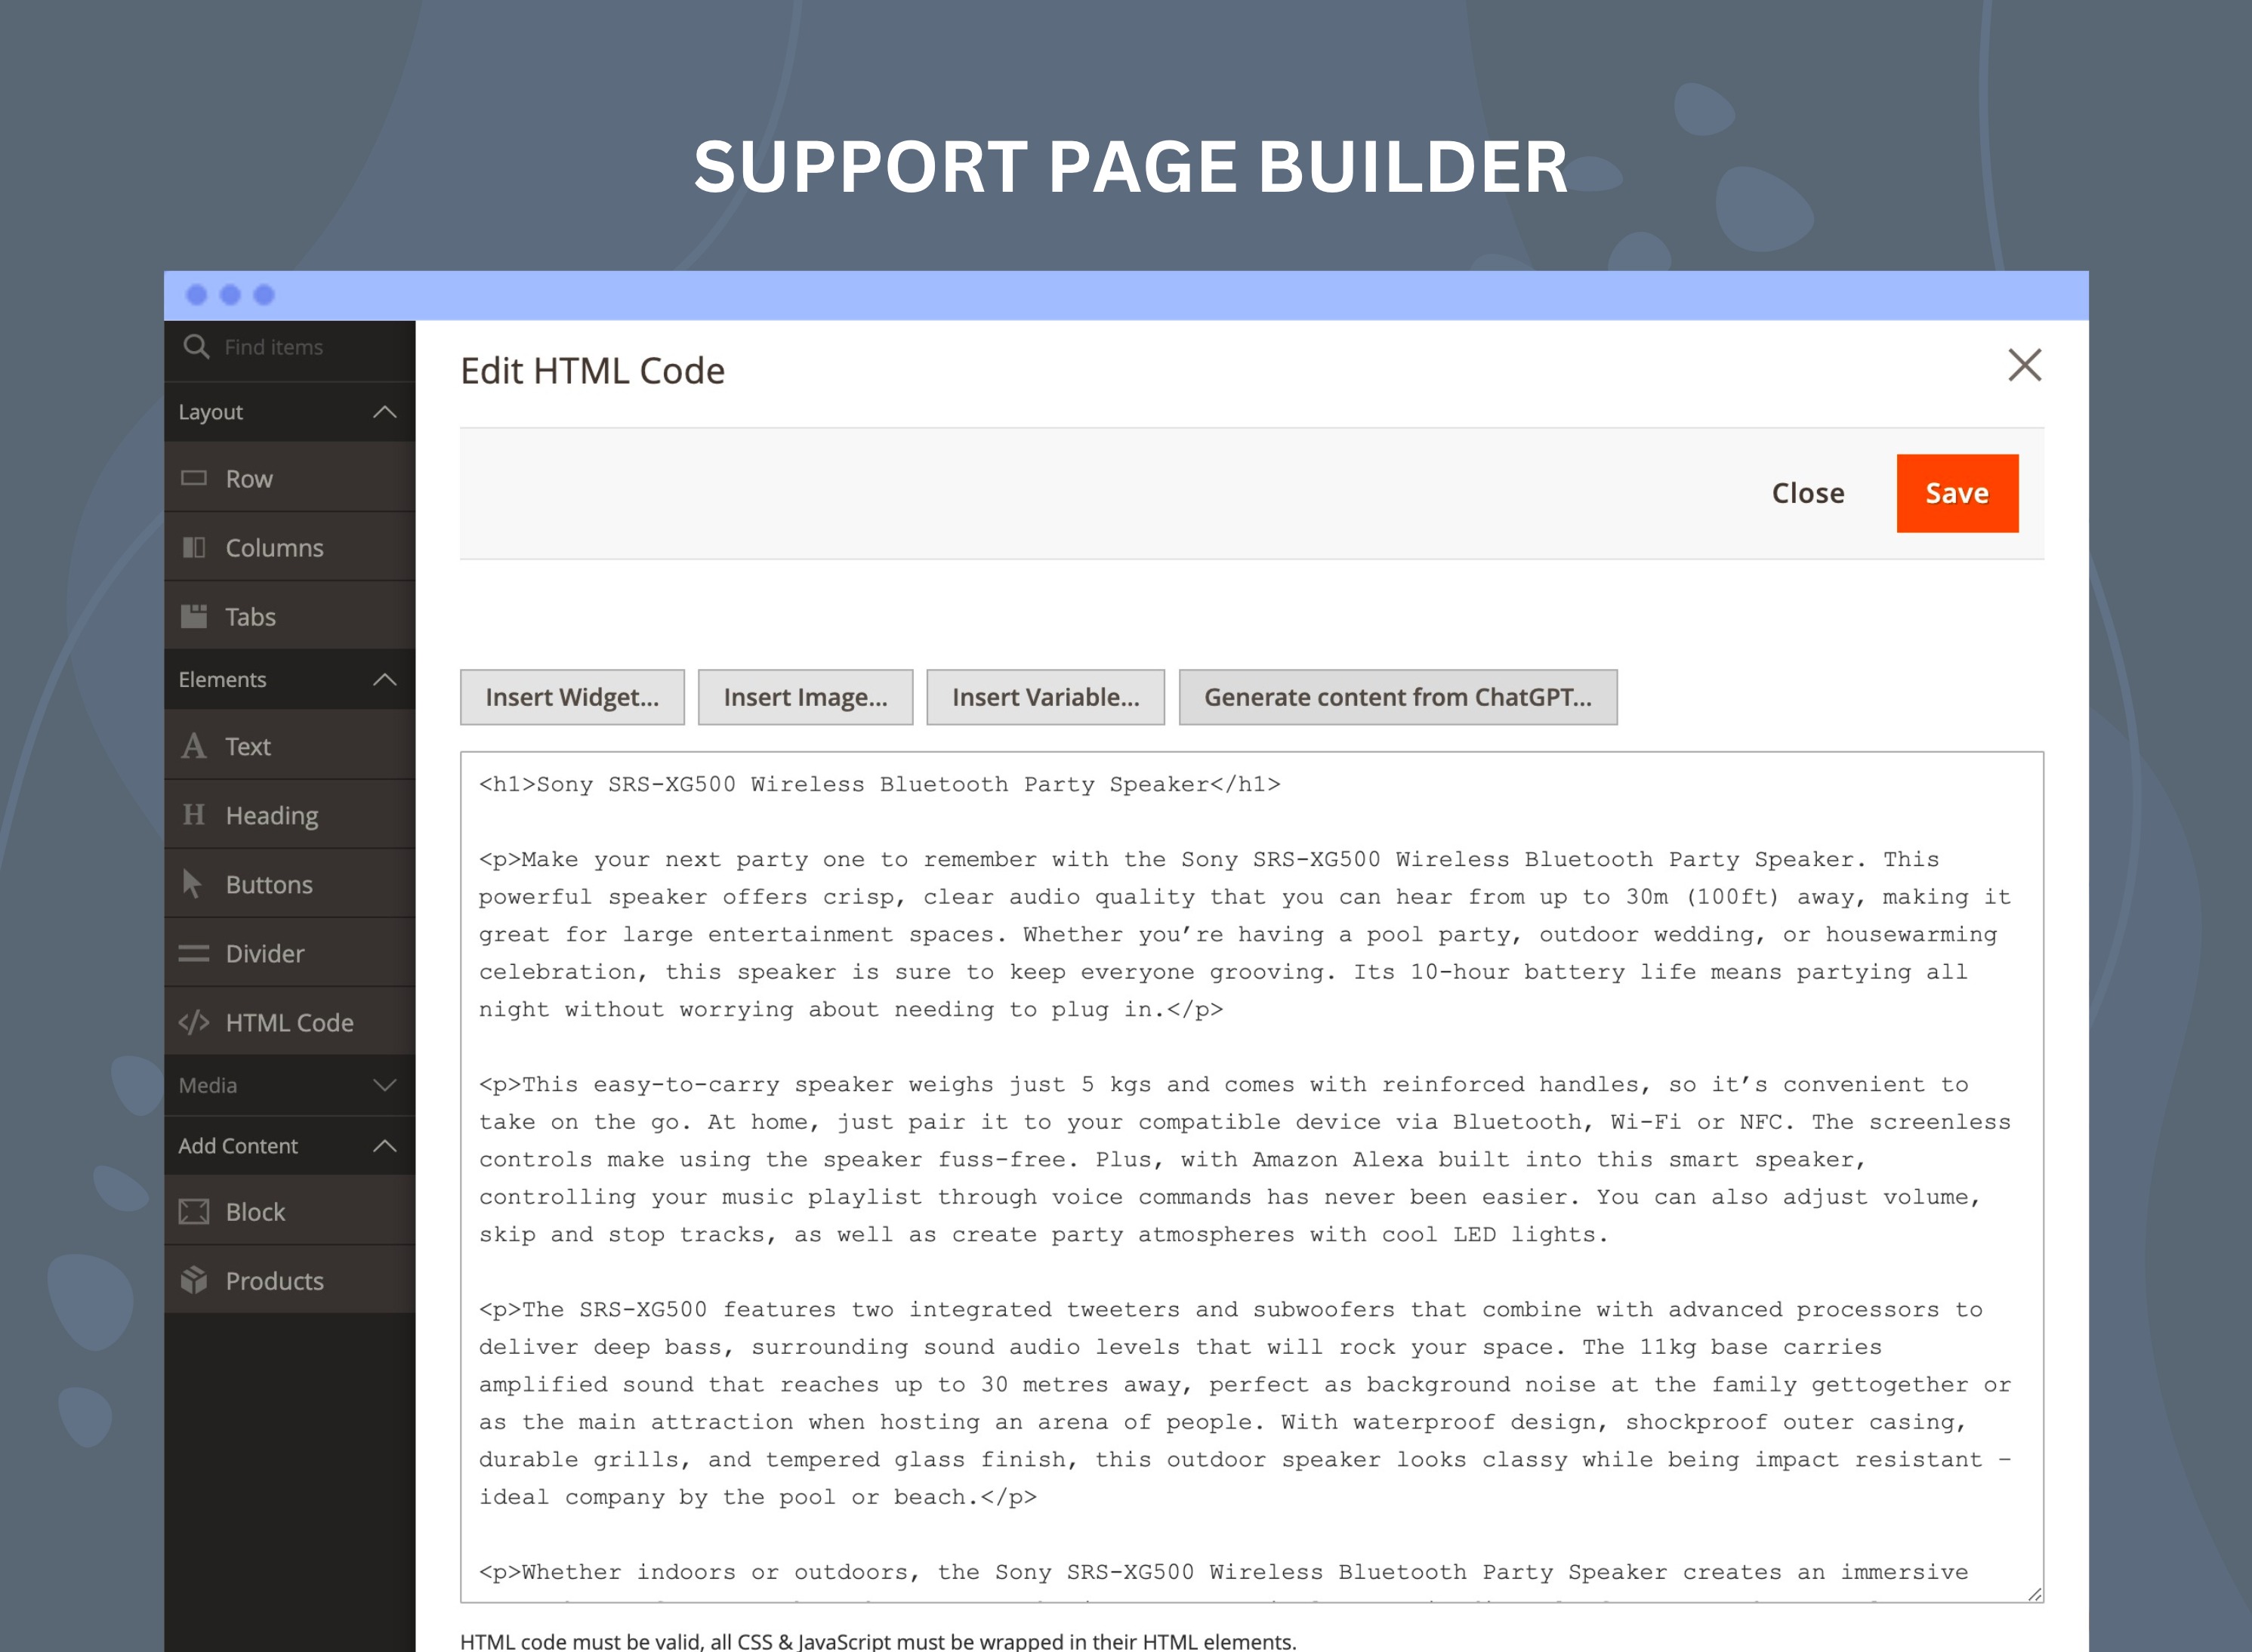 SUPPORT PAGE BUILDER
Find items
Layout
Row
Columns
Tabs
Elements
Text
Heading
Buttons
Divider
HTML Code
Media
Add Content
Block
Products
Edit HTML Code
Close
Save
Insert Widget...
Insert Image...
Insert Variable...
Generate content from ChatGPT...
<h1>Sony SRS-XG500 Wireless Bluetooth Party Speaker</h1>
<p>Make your next party one to remember with the Sony SRS-XG500 Wireless Bluetooth Party Speaker. This
powerful speaker offers crisp, clear audio quality that you can hear from up to 30m (100ft) away, making it
great for large entertainment spaces. Whether you’re having a pool party, outdoor wedding, or housewarming
celebration, this speaker is sure to keep everyone grooving. Its 10-hour battery life means partying all
night without worrying about needing to plug in.</p>
<p>This easy-to-carry speaker weighs just 5 kgs and comes with reinforced handles, so it’s convenient to
take on the go. At home, just pair it to your compatible device via Bluetooth, Wi-Fi or NFC. The screenless
controls make using the speaker fuss-free. Plus, with Amazon Alexa built into this smart speaker,
controlling your music playlist through voice commands has never been easier. You can also adjust volume,
skip and stop tracks, as well as create party atmospheres with cool LED lights.
<p>The SRS-XG500 features two integrated tweeters and subwoofers that combine with advanced processors to
deliver deep bass, surrounding sound audio levels that will rock your space. The 11kg base carries
amplified sound that reaches up to 30 metres away, perfect as background noise at the family gettogether or
as the main attraction when hosting an arena of people. With waterproof design, shockproof outer casing,
durable grills, and tempered glass finish, this outdoor speaker looks classy while being impact resistant –
ideal company by the pool or beach.</p>
<p>Whether indoors or outdoors, the Sony SRS-XG500 Wireless Bluetooth Party Speaker creates an immersive
HTML code must be valid, all CSS & JavaScript must be wrapped in their HTML elements.